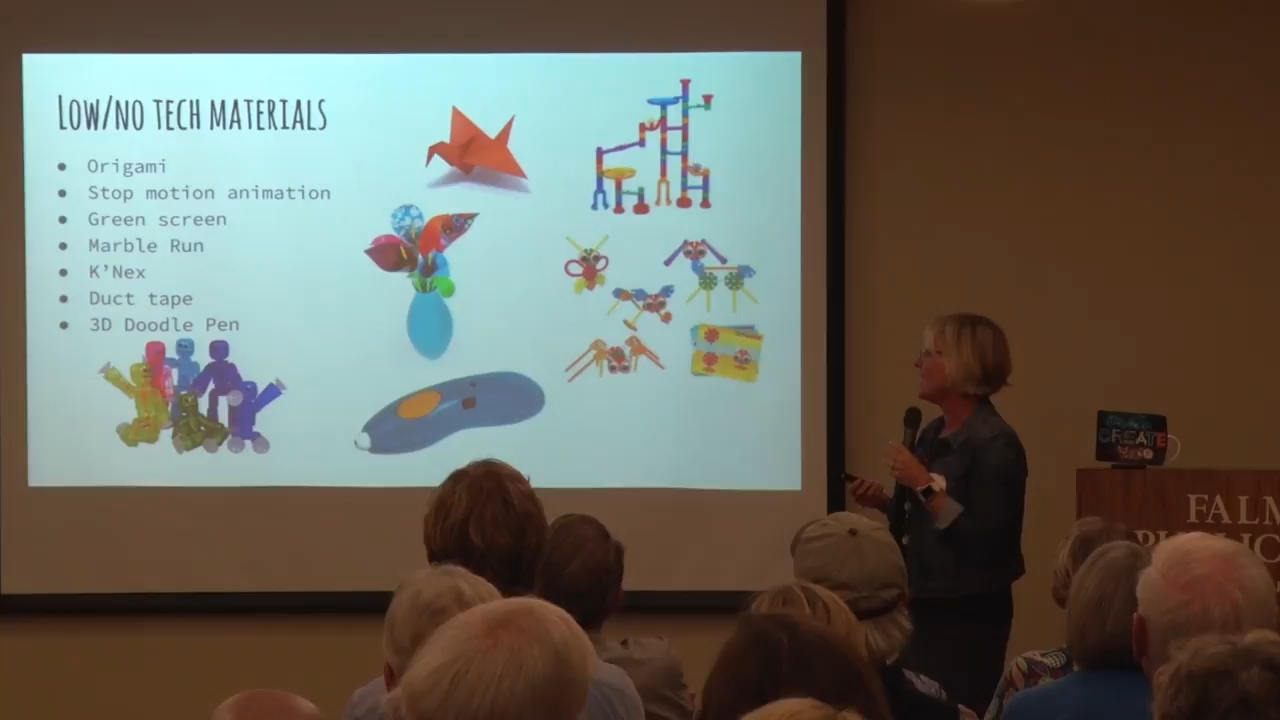 LOW/NO TECH MATERIALS
● Origami
● Stop motion animation
● Green screen
● Marble Run
● K'Nex
● Duct tape
● 3D Doodle Pen
CREATE
FALM
PUBLIC